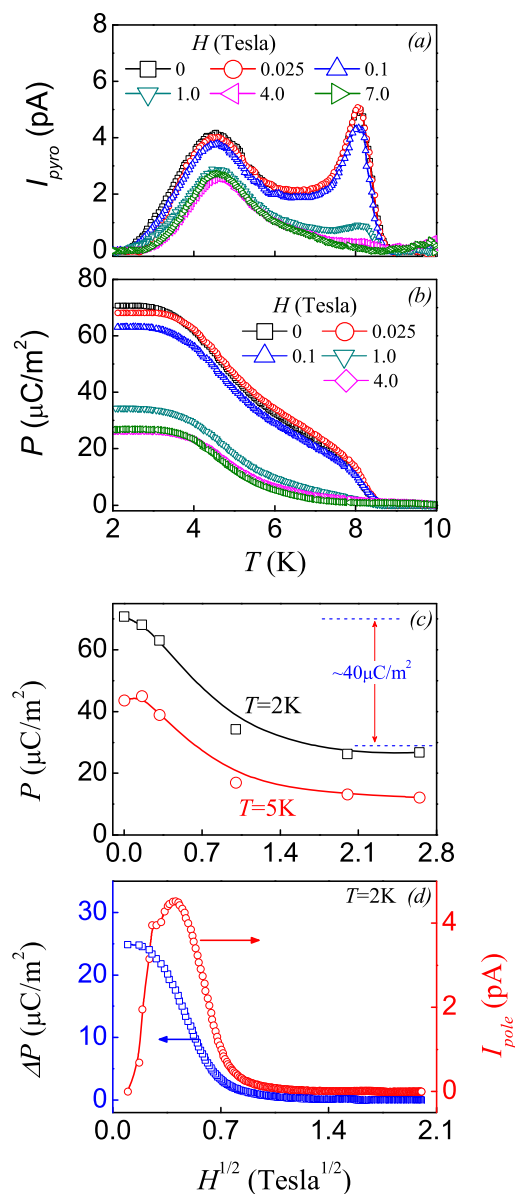 8
6
4
2
0
I_pyro (pA)
H (Tesla)
(a)
0
0.025
0.1
1.0
4.0
7.0
80
60
40
20
0
P (μC/m²)
H (Tesla)
(b)
0
0.025
0.1
1.0
4.0
2 4 6 8 10
T (K)
60
40
20
0
P (μC/m²)
(c)
~40μC/m²
T=2K
T=5K
0.0 0.7 1.4 2.1 2.8
30
20
10
0
ΔP (μC/m²)
T=2K
(d)
4
2
0
I_pole (pA)
0.0 0.7 1.4 2.1
H^1/2 (Tesla^1/2)